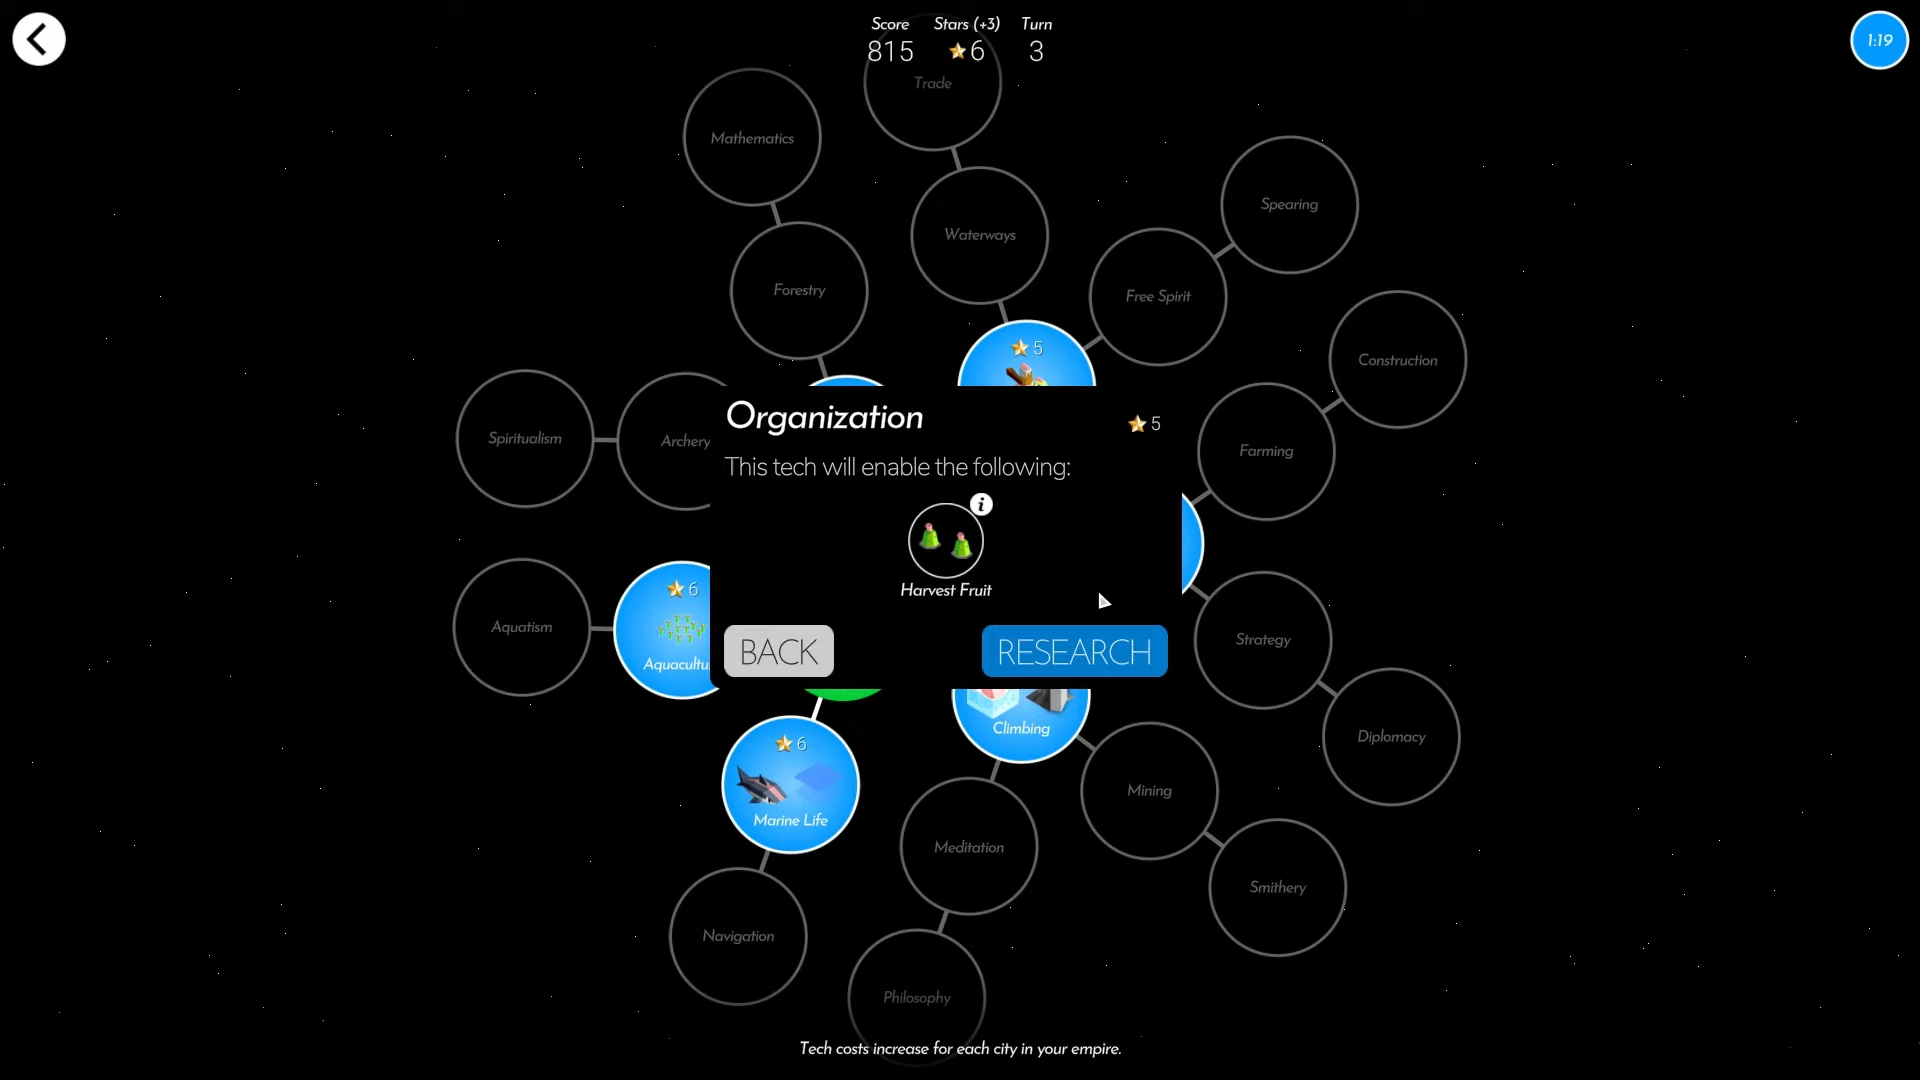 Score
815
Stars (+3)
6
Turn
3
1:19
Trade
Mathematics
Waterways
Spearing
Forestry
Free Spirit
5
Construction
Spiritualism
Archery
Farming
Organization
5
This tech will enable the following:
i
Harvest Fruit
BACK
RESEARCH
6
Aquatism
Strategy
Climbing
Diplomacy
6
Marine Life
Mining
Meditation
Smithery
Navigation
Philosophy
Tech costs increase for each city in your empire.